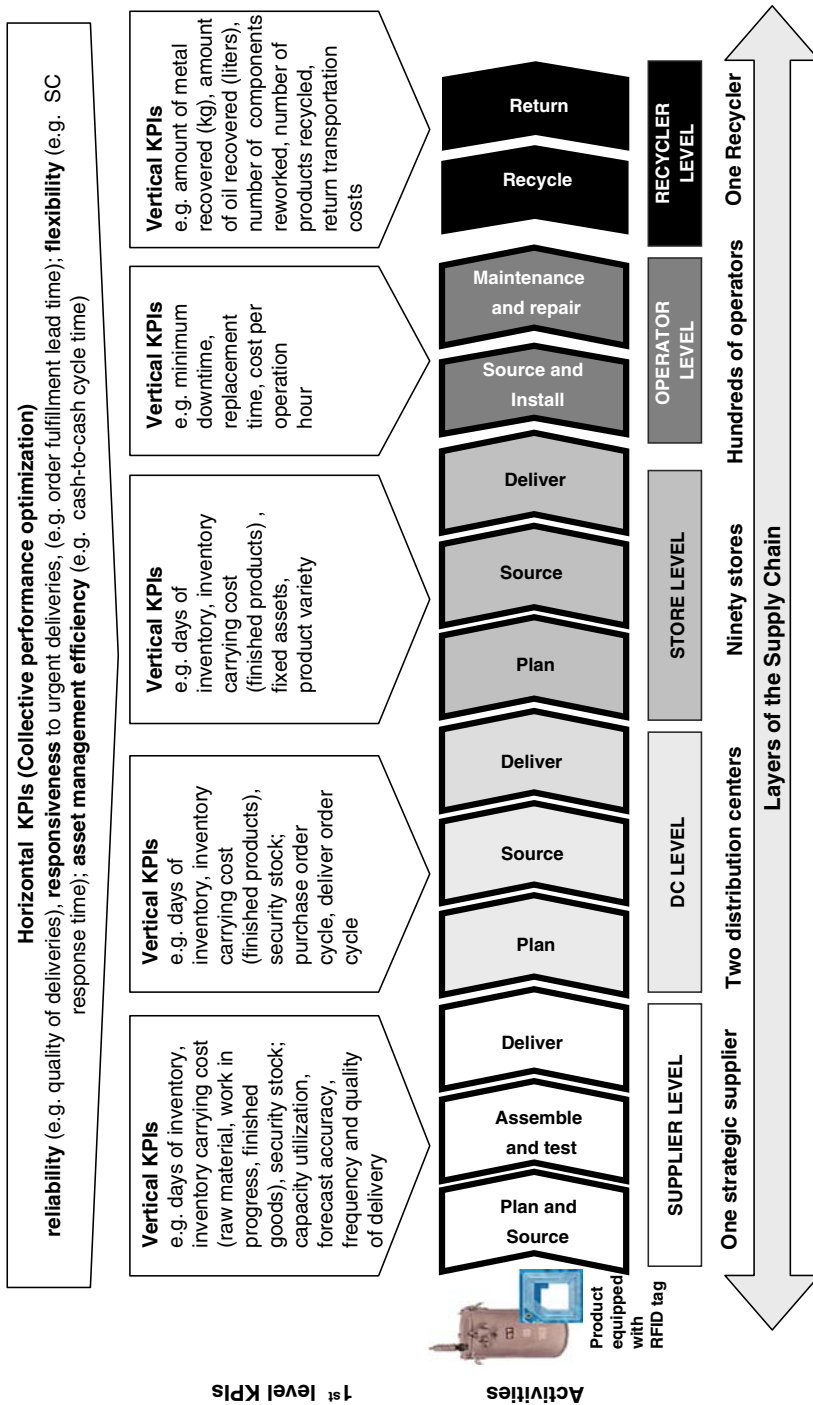 Horizontal KPIs (Collective performance optimization)
reliability (e.g. quality of deliveries), responsiveness to urgent deliveries, (e.g. order fulfillment lead time); flexibility (e.g. SC
response time); asset management efficiency (e.g. cash-to-cash cycle time)
1st level KPIs
Vertical KPIs
e.g. days of inventory,
inventory carrying cost
(raw material, work in
progress, finished
goods), security stock;
capacity utilization,
forecast accuracy,
frequency and quality
of delivery
Vertical KPIs
e.g. days of
inventory, inventory
carrying cost
(finished products),
security stock;
purchase order
cycle, deliver order
cycle
Vertical KPIs
e.g. days of
inventory, inventory
carrying cost
(finished products) ,
fixed assets,
product variety
Vertical KPIs
e.g. minimum
downtime,
replacement
time, cost per
operation
hour
Vertical KPIs
e.g. amount of metal
recovered (kg), amount
of oil recovered (liters),
number of components
reworked, number of
products recycled,
return transportation
costs
Activities
Product
equipped
with
RFID tag
Plan and
Source
Assemble
and test
Deliver
Plan
Source
Deliver
Plan
Source
Deliver
Source and
Install
Maintenance
and repair
Recycle
Return
SUPPLIER LEVEL
DC LEVEL
STORE LEVEL
OPERATOR
LEVEL
RECYCLER
LEVEL
One strategic supplier
Two distribution centers
Ninety stores
Hundreds of operators
One Recycler
Layers of the Supply Chain